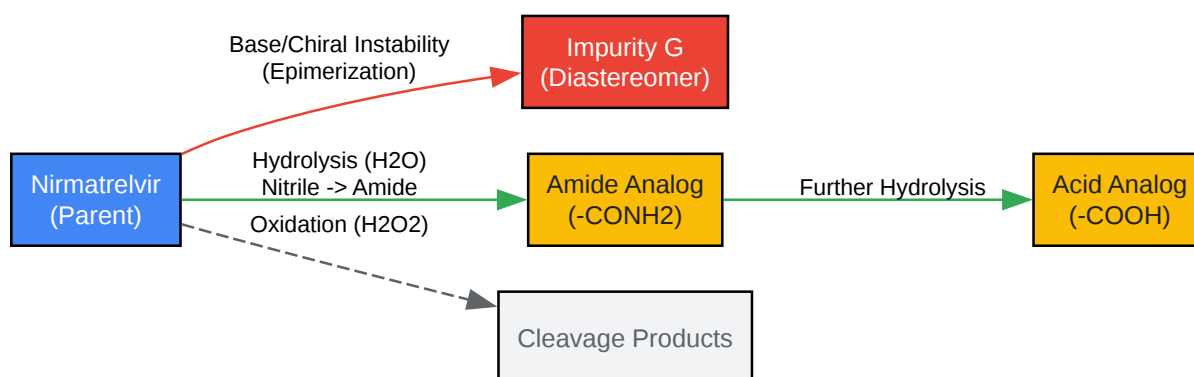 Base/Chiral Instability
(Epimerization)
Impurity G
(Diastereomer)
Nirmatrelvir
(Parent)
Hydrolysis (H2O)
Nitrile -> Amide
Oxidation (H2O2)
Amide Analog
(-CONH2)
Further Hydrolysis
Acid Analog
(-COOH)
Cleavage Products